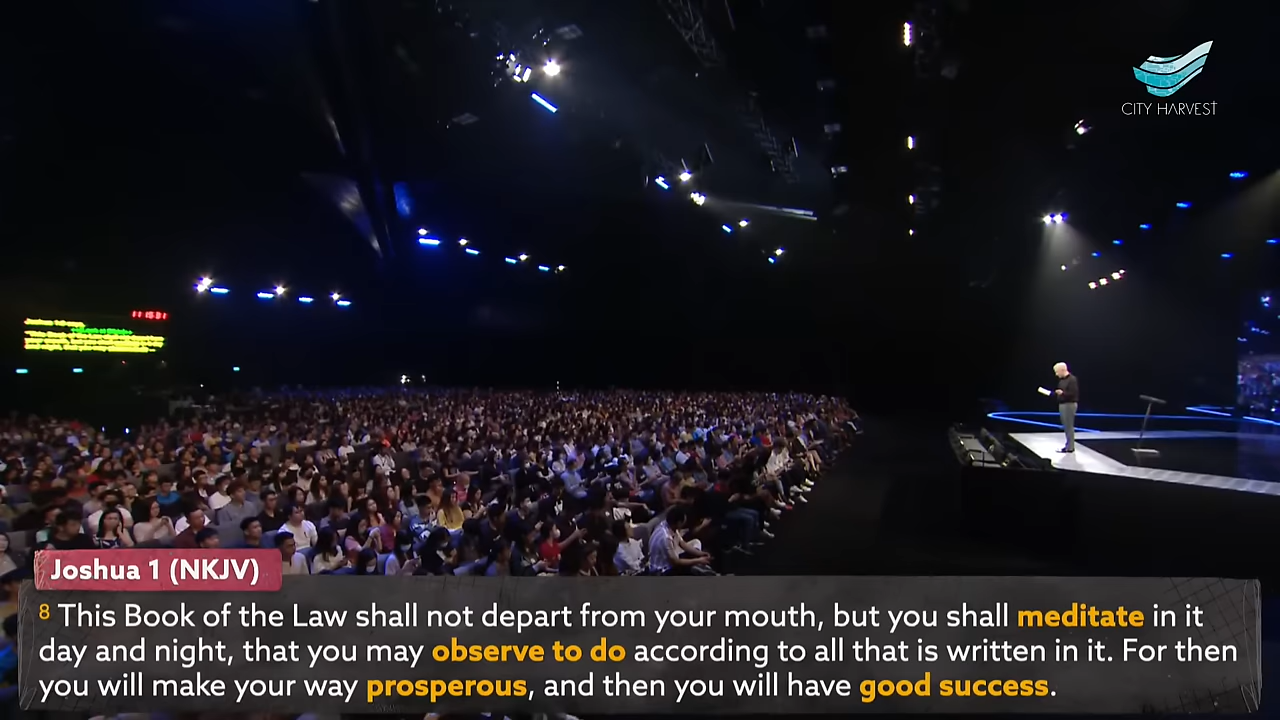 CITY HARVEST
Joshua 1 (NKJV)
8 This Book of the Law shall not depart from your mouth, but you shall meditate in it
day and night, that you may observe to do according to all that is written in it. For then
you will make your way prosperous, and then you will have good success.